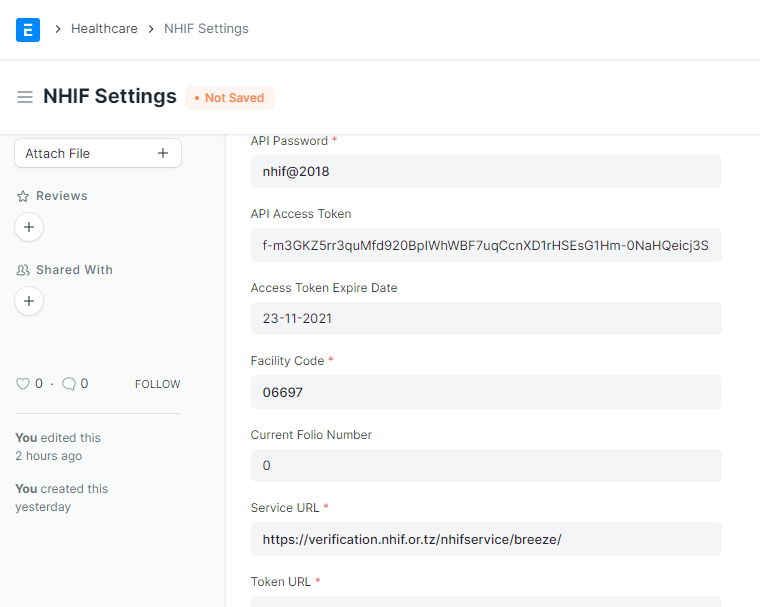 E > Healthcare > NHIF Settings
NHIF Settings • Not Saved
Attach File +
Reviews
+
Shared With
+
0 · 0 FOLLOW
You edited this
2 hours ago
You created this
yesterday
API Password *
nhif@2018
API Access Token
f-m3GKZ5rr3quMfd920BplWhWBF7uqCcnXD1rHSEsG1Hm-0NaHQeicj3S
Access Token Expire Date
23-11-2021
Facility Code *
06697
Current Folio Number
0
Service URL *
https://verification.nhif.or.tz/nhifservice/breeze/
Token URL *